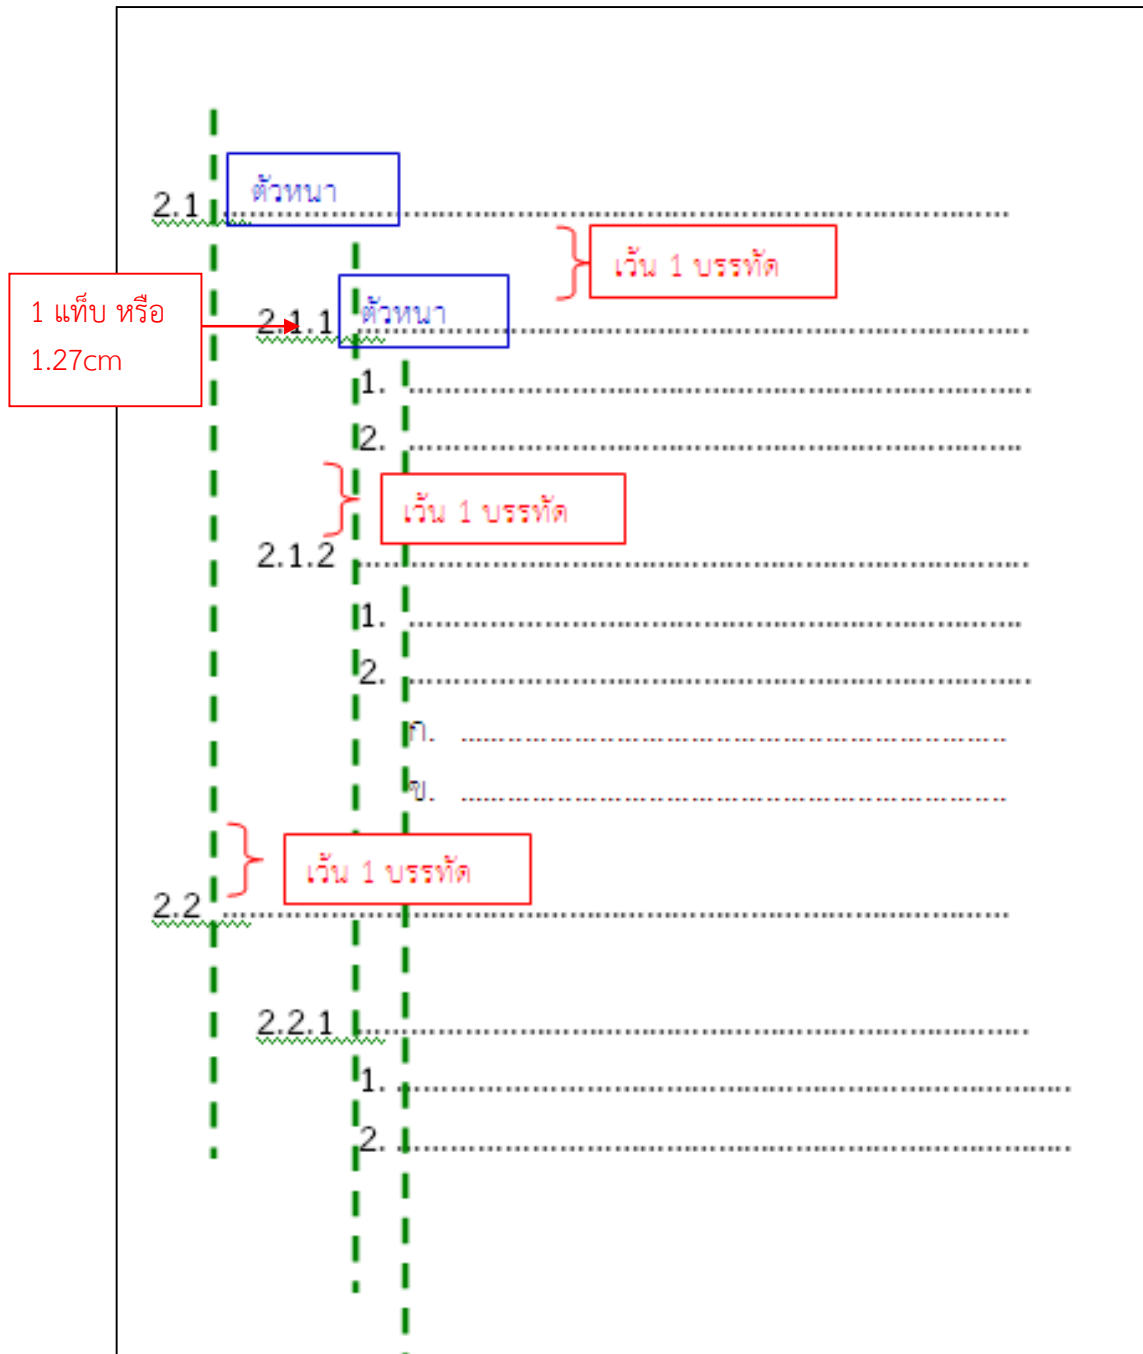 ตัวหนา
2.1 ........................................
เว้น 1 บรรทัด
1 แท็บ หรือ
1.27cm
ตัวหนา
2.1.1 ........................................
1. ........................................
2. ........................................
เว้น 1 บรรทัด
2.1.2 ........................................
1. ........................................
2. ........................................
ก. ........................................
ข. ........................................
เว้น 1 บรรทัด
2.2 ........................................
2.2.1 ........................................
1. ........................................
2. ........................................